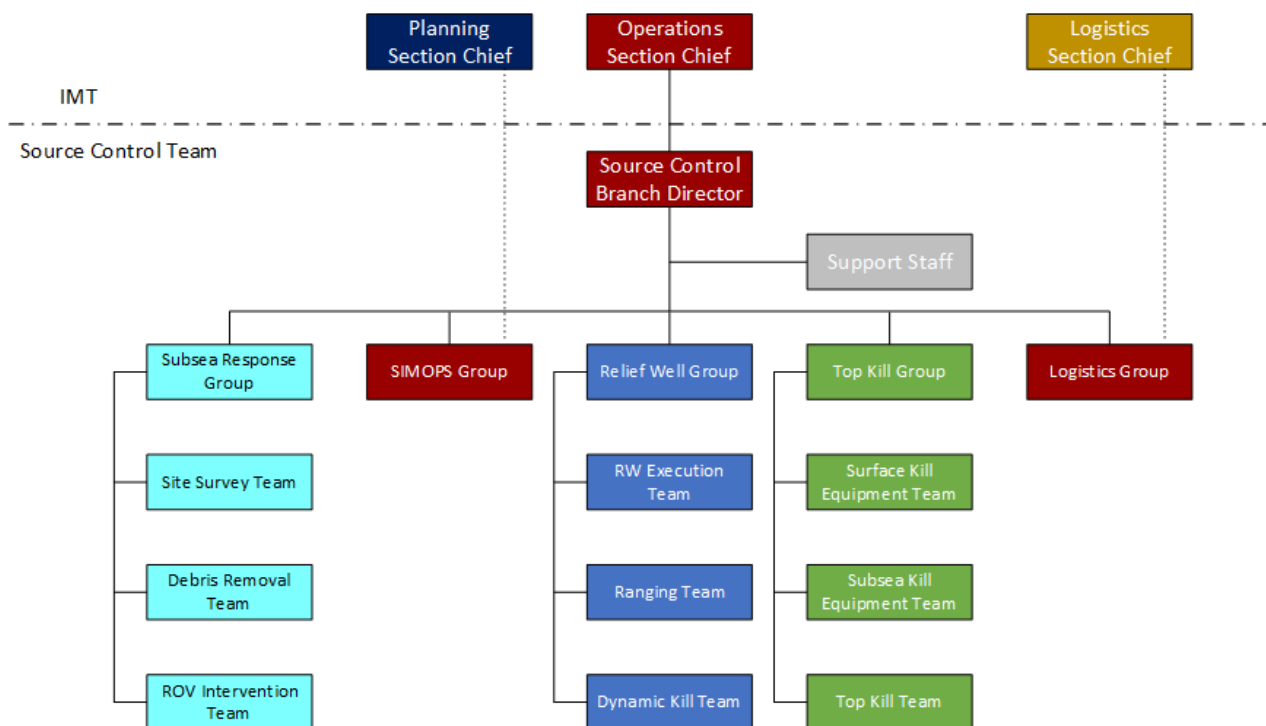 Planning
Section Chief
Operations
Section Chief
Logistics
Section Chief
IMT
Source Control Team
Source Control
Branch Director
Support Staff
Subsea Response
Group
SIMOPS Group
Relief Well Group
Top Kill Group
Logistics Group
Site Survey Team
RW Execution
Team
Surface Kill
Equipment Team
Debris Removal
Team
Ranging Team
Subsea Kill
Equipment Team
ROV Intervention
Team
Dynamic Kill Team
Top Kill Team